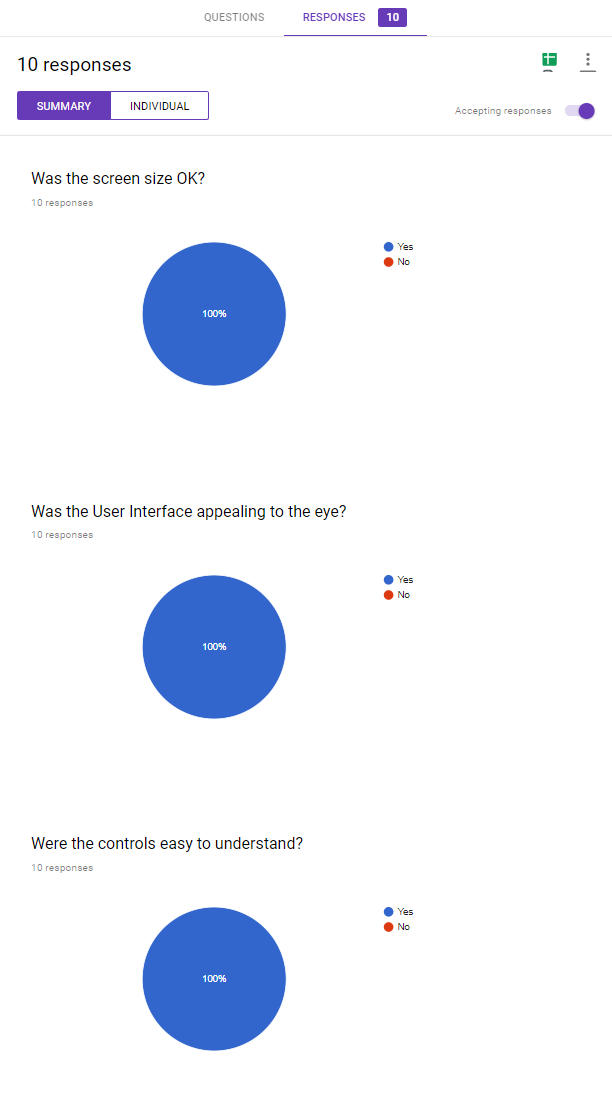 QUESTIONS RESPONSES 10
10 responses
SUMMARY INDIVIDUAL
Accepting responses
Was the screen size OK?
10 responses
Yes
No
100%
Was the User Interface appealing to the eye?
10 responses
Yes
No
100%
Were the controls easy to understand?
10 responses
Yes
No
100%